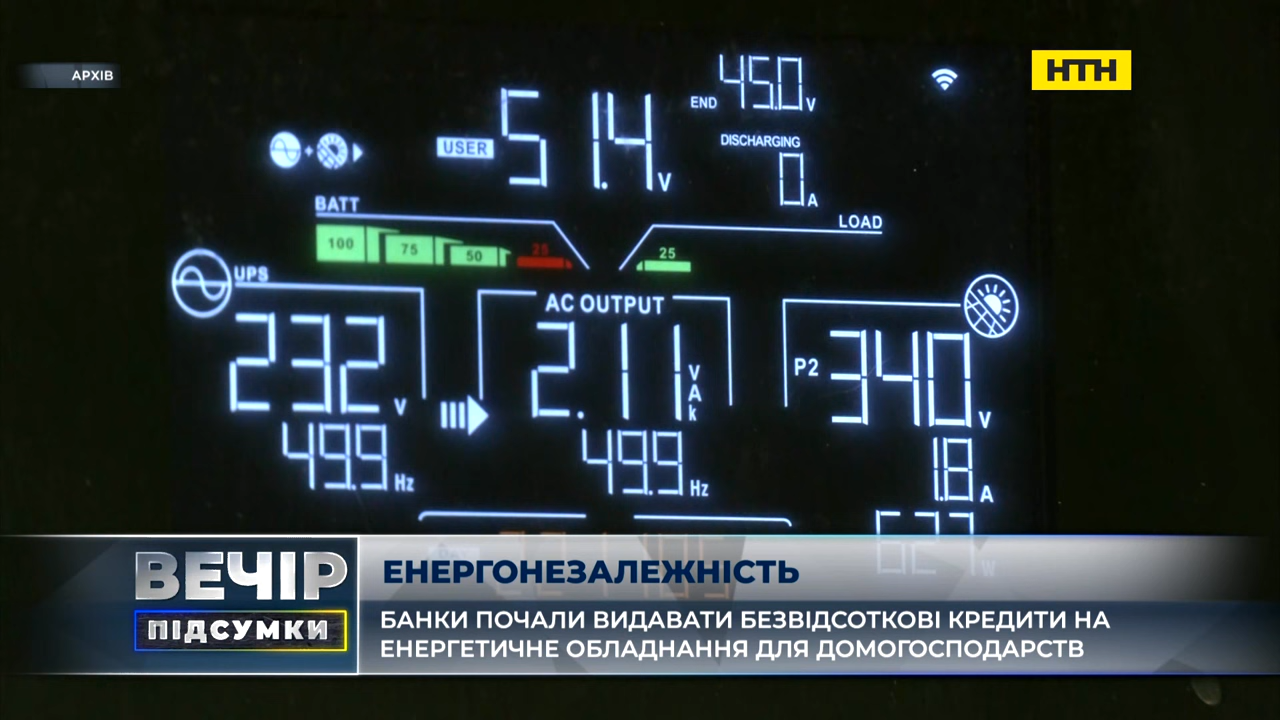 АРХІВ
НТН
END 45.0 V
USER 51.4 V
DISCHARGING
0 A
BATT
LOAD
100 75 50 25
25
UPS
AC OUTPUT
232 V
2.11 kVA
P2 340 V
49.9 Hz
49.9 Hz
1.8 A
ВЕЧІР
ПІДСУМКИ
ЕНЕРГОНЕЗАЛЕЖНІСТЬ
БАНКИ ПОЧАЛИ ВИДАВАТИ БЕЗВІДСОТКОВІ КРЕДИТИ НА
ЕНЕРГЕТИЧНЕ ОБЛАДНАННЯ ДЛЯ ДОМОГОСПОДАРСТВ